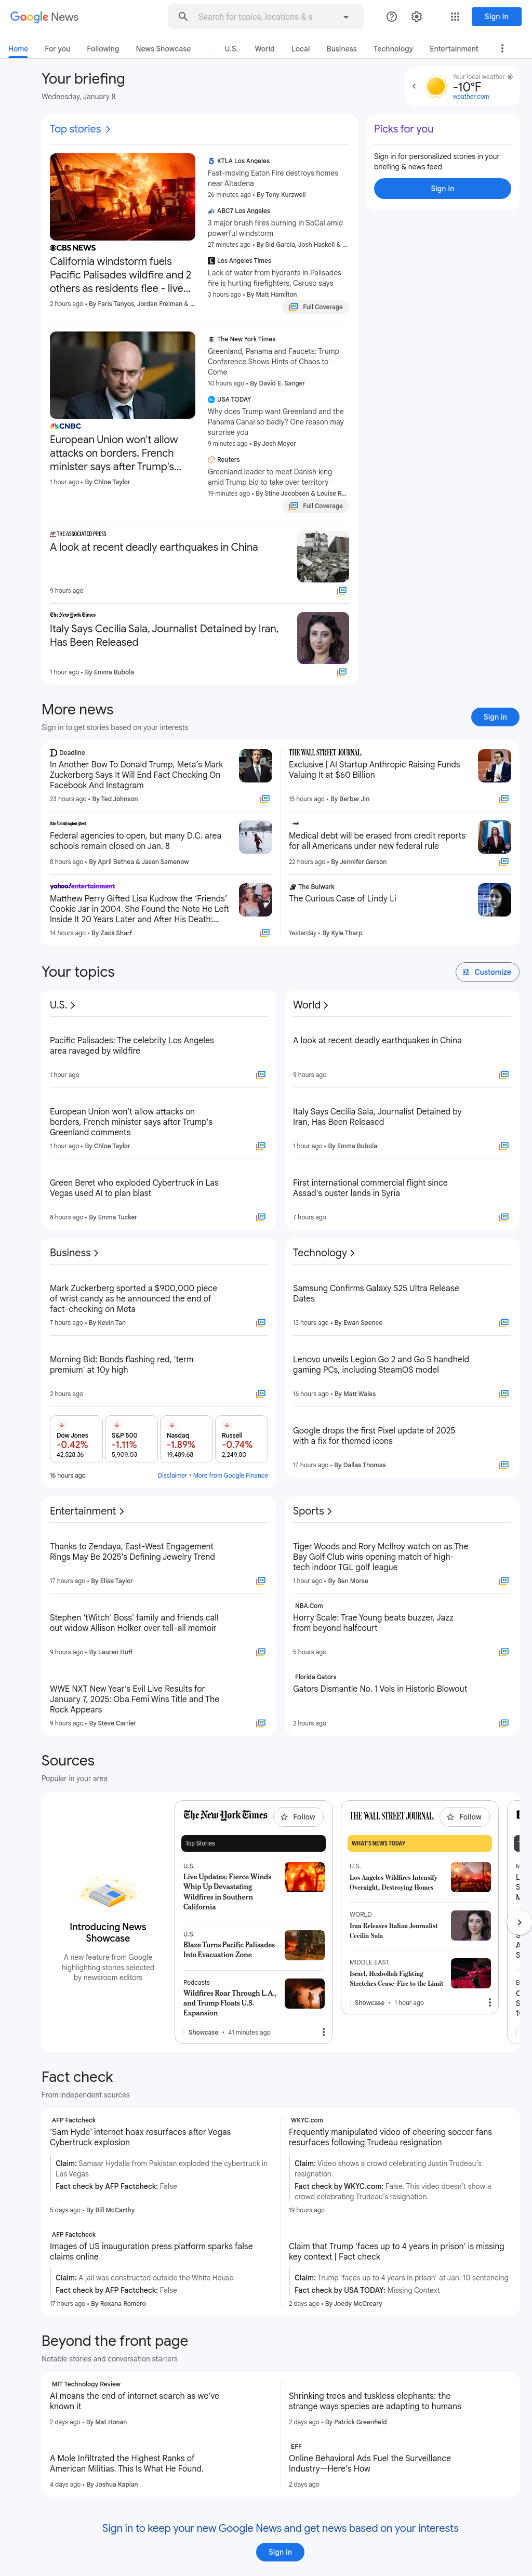 Google News
Search for topics, locations & s
Sign in
Home
For you
Following
News Showcase
U.S.
World
Local
Business
Technology
Entertainment
Your briefing
Wednesday, January 8
Your local weather
-10°F
weather.com
Top stories
CBS NEWS
California windstorm fuels
Pacific Palisades wildfire and 2
others as residents flee - live...
2 hours ago • By Faris Tanyos, Jordan Freiman & ...
KTLA Los Angeles
Fast-moving Eaton Fire destroys homes
near Altadena
26 minutes ago • By Tony Kurzweil
ABC7 Los Angeles
3 major brush fires burning in SoCal amid
powerful windstorm
27 minutes ago • By Sid Garcia, Josh Haskell & ...
Los Angeles Times
Lack of water from hydrants in Palisades
fire is hurting firefighters, Caruso says
3 hours ago • By Matt Hamilton
Full Coverage
CNBC
European Union won't allow
attacks on borders, French
minister says after Trump's...
1 hour ago • By Chloe Taylor
The New York Times
Greenland, Panama and Faucets: Trump
Conference Shows Hints of Chaos to
Come
10 hours ago • By David E. Sanger
USA TODAY
Why does Trump want Greenland and the
Panama Canal so badly? One reason may
surprise you
9 minutes ago • By Josh Meyer
Reuters
Greenland leader to meet Danish king
amid Trump bid to take over territory
19 minutes ago • By Stine Jacobsen & Louise R...
Full Coverage
THE ASSOCIATED PRESS
A look at recent deadly earthquakes in China
9 hours ago
The New York Times
Italy Says Cecilia Sala, Journalist Detained by Iran,
Has Been Released
1 hour ago • By Emma Bubola
Picks for you
Sign in for personalized stories in your
briefing & news feed
Sign in
More news
Sign in to get stories based on your interests
Sign in
Deadline
In Another Bow To Donald Trump, Meta's Mark
Zuckerberg Says It Will End Fact Checking On
Facebook And Instagram
23 hours ago • By Ted Johnson
The Washington Post
Federal agencies to open, but many D.C. area
schools remain closed on Jan. 8
8 hours ago • By April Bethea & Jason Samenow
yahoo!entertainment
Matthew Perry Gifted Lisa Kudrow the 'Friends'
Cookie Jar in 2004. She Found the Note He Left
Inside It 20 Years Later and After His Death:...
14 hours ago • By Zack Sharf
THE WALL STREET JOURNAL.
Exclusive | AI Startup Anthropic Raising Funds
Valuing It at $60 Billion
15 hours ago • By Berber Jin
Medical debt will be erased from credit reports
for all Americans under new federal rule
22 hours ago • By Jennifer Gerson
The Bulwark
The Curious Case of Lindy Li
Yesterday • By Kyle Tharp
Your topics
Customize
U.S.
Pacific Palisades: The celebrity Los Angeles
area ravaged by wildfire
1 hour ago
European Union won't allow attacks on
borders, French minister says after Trump's
Greenland comments
1 hour ago • By Chloe Taylor
Green Beret who exploded Cybertruck in Las
Vegas used AI to plan blast
8 hours ago • By Emma Tucker
World
A look at recent deadly earthquakes in China
9 hours ago
Italy Says Cecilia Sala, Journalist Detained by
Iran, Has Been Released
1 hour ago • By Emma Bubola
First international commercial flight since
Assad's ouster lands in Syria
7 hours ago
Business
Mark Zuckerberg sported a $900,000 piece
of wrist candy as he announced the end of
fact-checking on Meta
7 hours ago • By Kevin Tan
Morning Bid: Bonds flashing red, 'term
premium' at 10y high
2 hours ago
Dow Jones
-0.42%
42,528.36
S&P 500
-1.11%
5,909.03
Nasdaq
-1.89%
19,489.68
Russell
-0.74%
2,249.80
16 hours ago
Disclaimer • More from Google Finance
Technology
Samsung Confirms Galaxy S25 Ultra Release
Dates
13 hours ago • By Ewan Spence
Lenovo unveils Legion Go 2 and Go S handheld
gaming PCs, including SteamOS model
16 hours ago • By Matt Wales
Google drops the first Pixel update of 2025
with a fix for themed icons
17 hours ago • By Dallas Thomas
Entertainment
Thanks to Zendaya, East-West Engagement
Rings May Be 2025's Defining Jewelry Trend
17 hours ago • By Elise Taylor
Stephen 'tWitch' Boss' family and friends call
out widow Allison Holker over tell-all memoir
9 hours ago • By Lauren Huff
WWE NXT New Year's Evil Live Results for
January 7, 2025: Oba Femi Wins Title and The
Rock Appears
9 hours ago • By Steve Carrier
Sports
Tiger Woods and Rory McIlroy watch on as The
Bay Golf Club wins opening match of high-
tech indoor TGL golf league
1 hour ago • By Ben Morse
NBA.Com
Horry Scale: Trae Young beats buzzer, Jazz
from beyond halfcourt
5 hours ago
Florida Gators
Gators Dismantle No. 1 Vols in Historic Blowout
2 hours ago
Sources
Popular in your area
Introducing News
Showcase
A new feature from Google
highlighting stories selected
by newsroom editors
The New York Times
Follow
Top Stories
U.S.
Live Updates: Fierce Winds
Whip Up Devastating
Wildfires in Southern
California
U.S.
Blaze Turns Pacific Palisades
Into Evacuation Zone
Podcasts
Wildfires Roar Through L.A.,
and Trump Floats U.S.
Expansion
Showcase • 41 minutes ago
THE WALL STREET JOURNAL.
Follow
WHAT'S NEWS TODAY
U.S.
Los Angeles Wildfires Intensify
Overnight, Destroying Homes
WORLD
Iran Releases Italian Journalist
Cecilia Sala
MIDDLE EAST
Israel, Hezbollah Fighting
Stretches Cease-Fire to the Limit
Showcase • 1 hour ago
Fact check
From independent sources
AFP Factcheck
'Sam Hyde' internet hoax resurfaces after Vegas
Cybertruck explosion
Claim: Samaar Hydalla from Pakistan exploded the cybertruck in
Las Vegas
Fact check by AFP Factcheck: False
5 days ago • By Bill McCarthy
AFP Factcheck
Images of US inauguration press platform sparks false
claims online
Claim: A jail was constructed outside the White House
Fact check by AFP Factcheck: False
17 hours ago • By Roxana Romero
WKYC.com
Frequently manipulated video of cheering soccer fans
resurfaces following Trudeau resignation
Claim: Video shows a crowd celebrating Justin Trudeau's
resignation.
Fact check by WKYC.com: False. This video doesn't show a
crowd celebrating Trudeau's resignation.
19 hours ago
Claim that Trump 'faces up to 4 years in prison' is missing
key context | Fact check
Claim: Trump 'faces up to 4 years in prison' at Jan. 10 sentencing
Fact check by USA TODAY: Missing Context
2 days ago • By Joedy McCreary
Beyond the front page
Notable stories and conversation starters
MIT Technology Review
AI means the end of internet search as we've
known it
2 days ago • By Mat Honan
A Mole Infiltrated the Highest Ranks of
American Militias. This Is What He Found.
4 days ago • By Joshua Kaplan
Shrinking trees and tuskless elephants: the
strange ways species are adapting to humans
2 days ago • By Patrick Greenfield
EFF
Online Behavioral Ads Fuel the Surveillance
Industry—Here's How
2 days ago
Sign in to keep your new Google News and get news based on your interests
Sign in